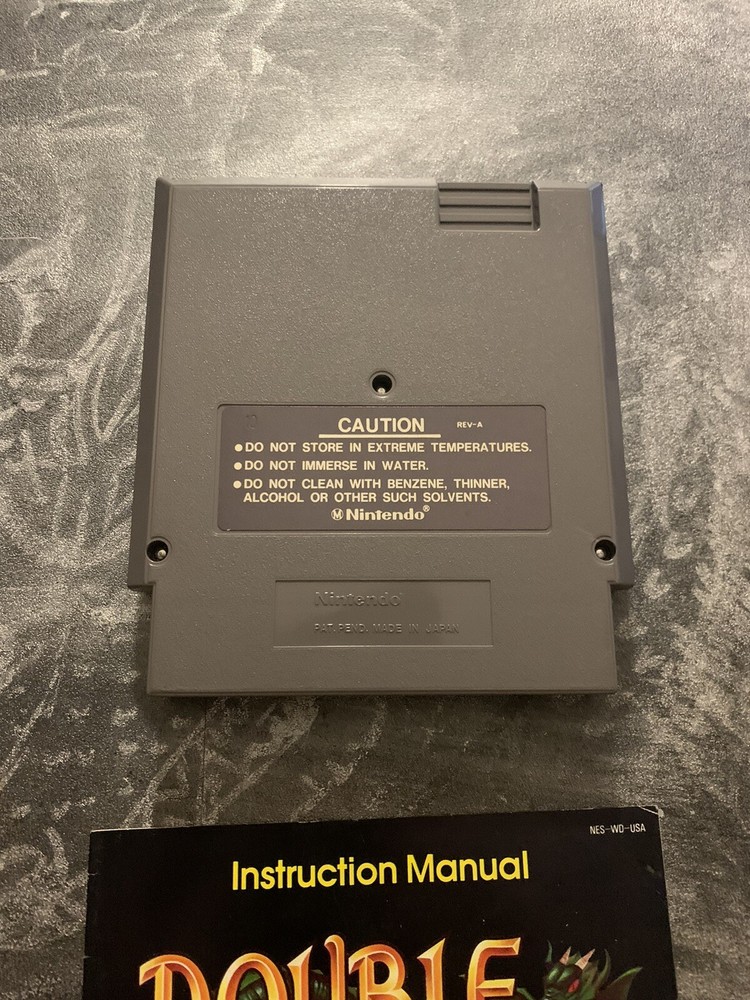 CAUTION REV-A
●DO NOT STORE IN EXTREME TEMPERATURES.
●DO NOT IMMERSE IN WATER.
●DO NOT CLEAN WITH BENZENE, THINNER,
ALCOHOL OR OTHER SUCH SOLVENTS.
Ⓜ Nintendo®
Nintendo®
PAT. PEND. MADE IN JAPAN
NES-WD-USA
Instruction Manual
DOUBLE